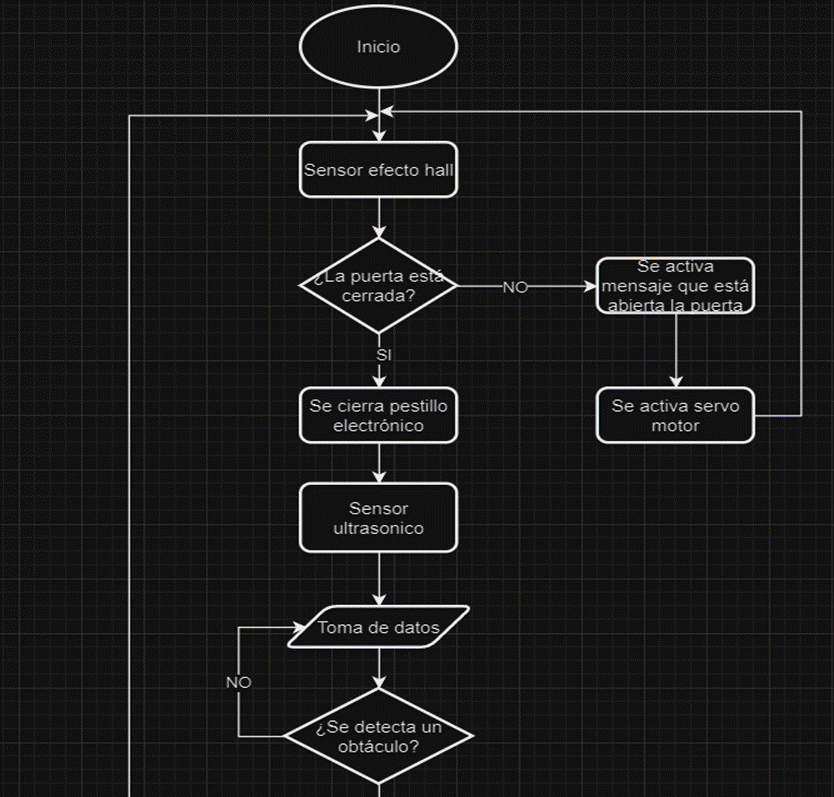 Inicio
Sensor efecto hall
¿La puerta está
cerrada?
NO
Se activa
mensaje que está
abierta la puerta
SI
Se cierra pestillo
electrónico
Se activa servo
motor
Sensor
ultrasonico
Toma de datos
NO
¿Se detecta un
obtáculo?